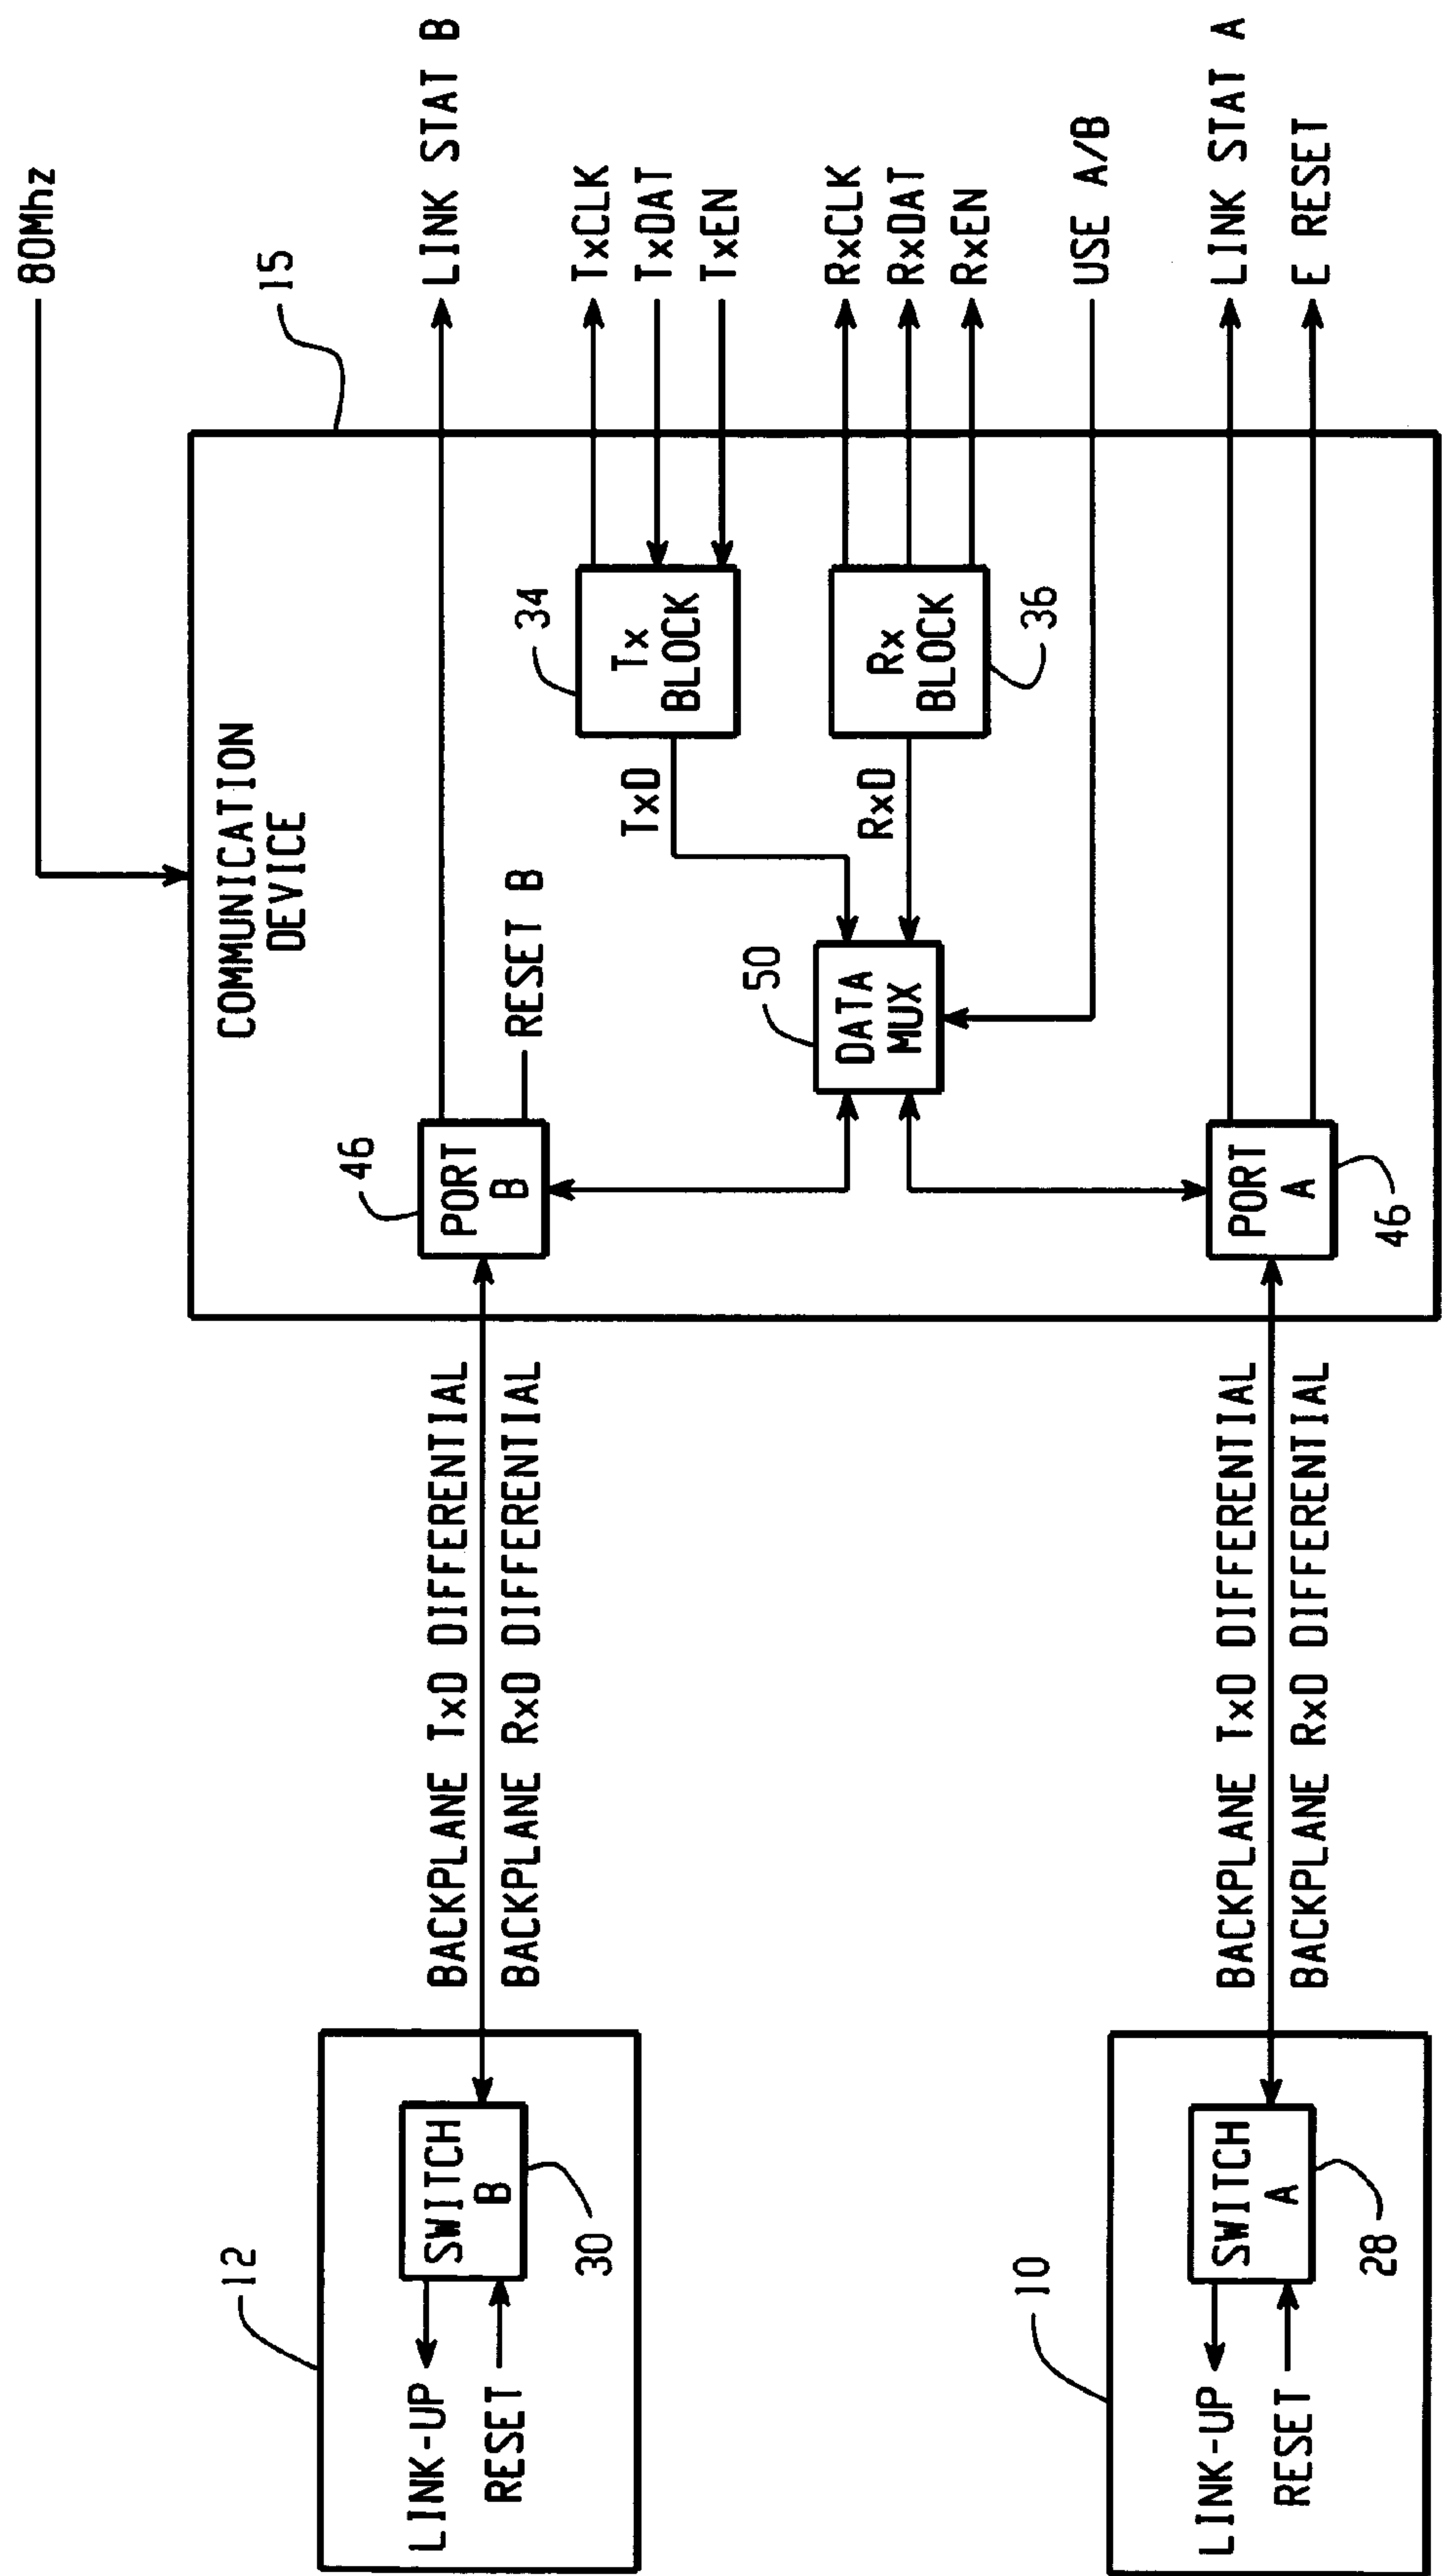 80Mhz
15
COMMUNICATION
DEVICE
LINK STAT B
46
PORT
B
RESET B
TxCLK
TxDAT
TxEN
34
Tx
BLOCK
TxD
50
DATA
MUX
RxD
Rx
BLOCK
36
RxCLK
RxDAT
RxEN
USE A/B
PORT
A
46
LINK STAT A
E RESET
BACKPLANE TxD DIFFERENTIAL
BACKPLANE RxD DIFFERENTIAL
12
SWITCH
B
30
LINK-UP
RESET
BACKPLANE TxD DIFFERENTIAL
BACKPLANE RxD DIFFERENTIAL
10
SWITCH
A
28
LINK-UP
RESET